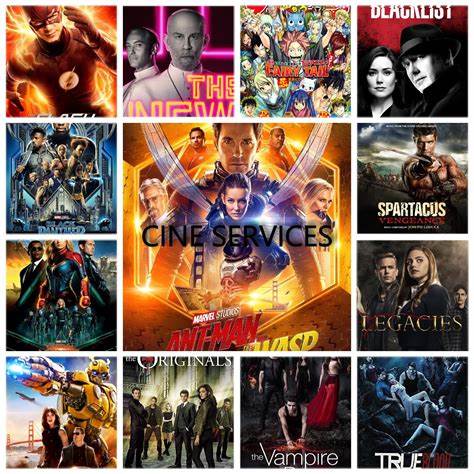 FLASH
THE
NEW
FAIRY TAIL
BLACKLIST
PANTHER
CINE SERVICES
MARVEL STUDIOS
ANT-MAN
WASP
SPARTACUS
VENGEANCE
LEGACIES
the ORIGINALS
the
Vampire
TRUE BLOOD